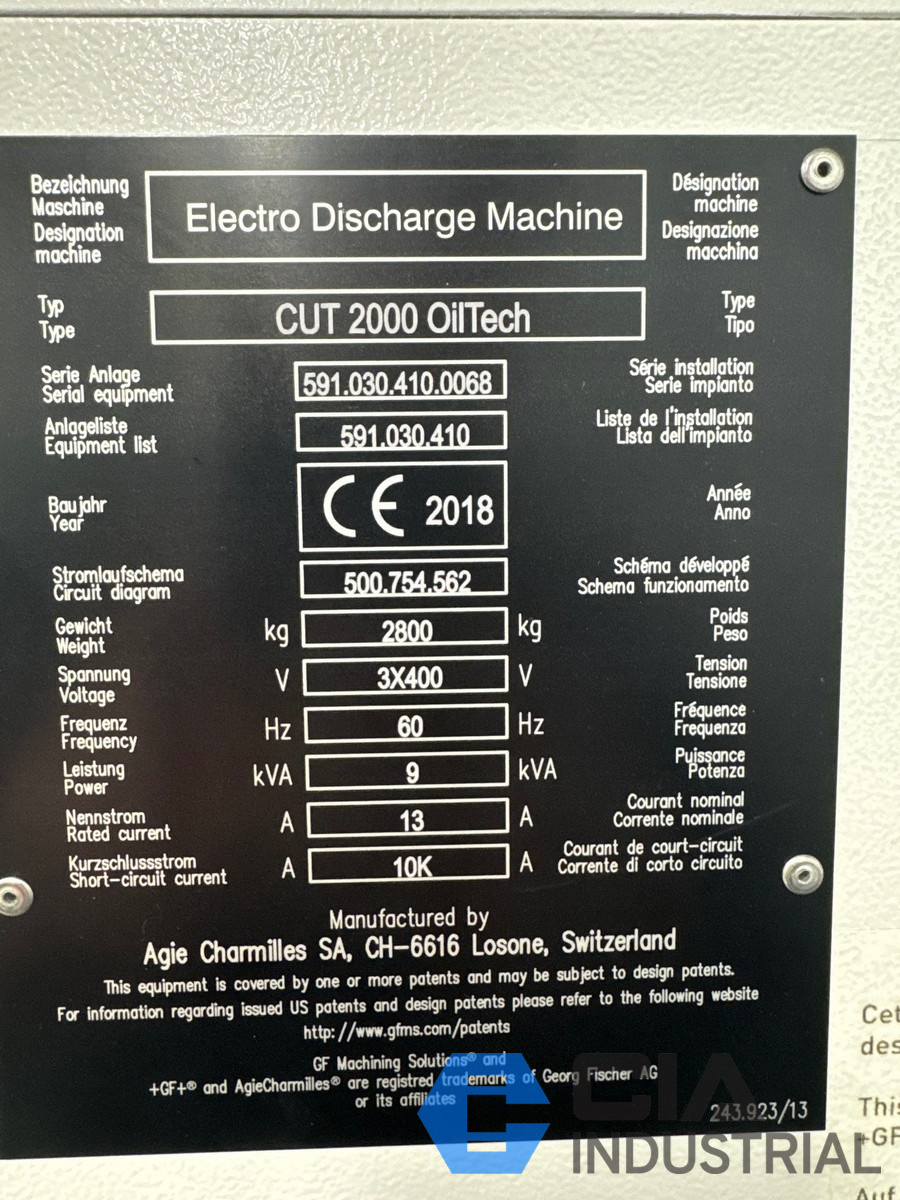 Bezeichnung
Maschine
Designation
machine
Electro Discharge Machine
Désignation
machine
Designazione
macchina
Typ
Type
CUT 2000 OilTech
Type
Tipo
Serie Anlage
Serial equipment
591.030.410.0068
Série installation
Serie impianto
Anlageliste
Equipment list
591.030.410
Liste de l'installation
Lista dell'impianto
Baujahr
Year
CE 2018
Année
Anno
Stromlaufschema
Circuit diagram
500.754.562
Schéma développé
Schema funzionamento
Gewicht
Weight
kg 2800 kg
Poids
Peso
Spannung
Voltage
V 3X400 V
Tension
Tensione
Frequenz
Frequency
Hz 60 Hz
Fréquence
Frequenza
Leistung
Power
kVA 9 kVA
Puissance
Potenza
Nennstrom
Rated current
A 13 A
Courant nominal
Corrente nominale
Kurzschlussstrom
Short-circuit current
A 10K A
Courant de court-circuit
Corrente di corto circuito
Manufactured by
Agie Charmilles SA, CH-6616 Losone, Switzerland
This equipment is covered by one or more patents and may be subject to design patents.
For information regarding issued US patents and design patents please refer to the following website
http://www.gfms.com/patents
GF Machining Solutions® and
+GF+® and AgieCharmilles® are registred trademarks of Georg Fischer AG
or its affiliates
243.923/13
CIA
INDUSTRIAL
Cet
des
This
+GF
Auf